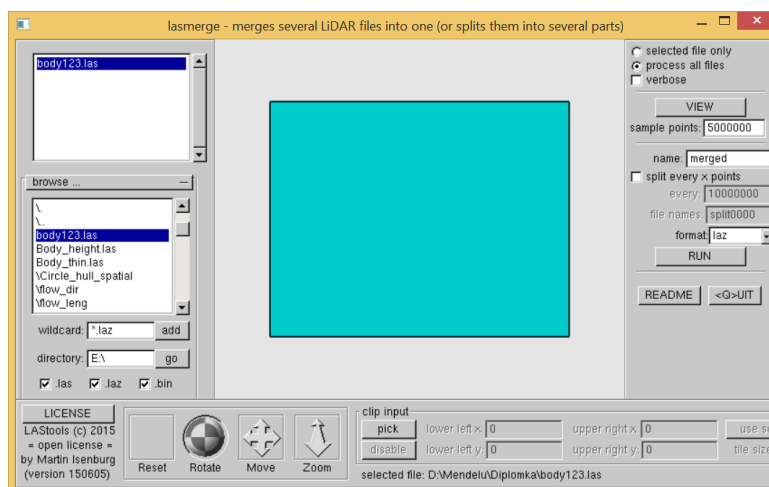 lasmerge - merges several LiDAR files into one (or splits them into several parts)
body123.las
browse ...
\.
\..
body123.las
Body_height.las
Body_thin.las
\Circle_hull_spatial
\flow_dir
\flow_leng
wildcard: *.laz add
directory: E:\ go
.las .laz .bin
selected file only
process all files
verbose
VIEW
sample points: 5000000
name: merged
split every x points
every: 10000000
file names: split0000
format: laz
RUN
README <Q>UIT
LICENSE
LAStools (c) 2015
= open license =
by Martin Isenburg
(version 150605)
Reset Rotate Move Zoom
clip input
pick lower left x: 0 upper right x: 0 use
disable lower left y: 0 upper right y: 0 tile size
selected file: D:\Mendelu\Diplomka\body123.las